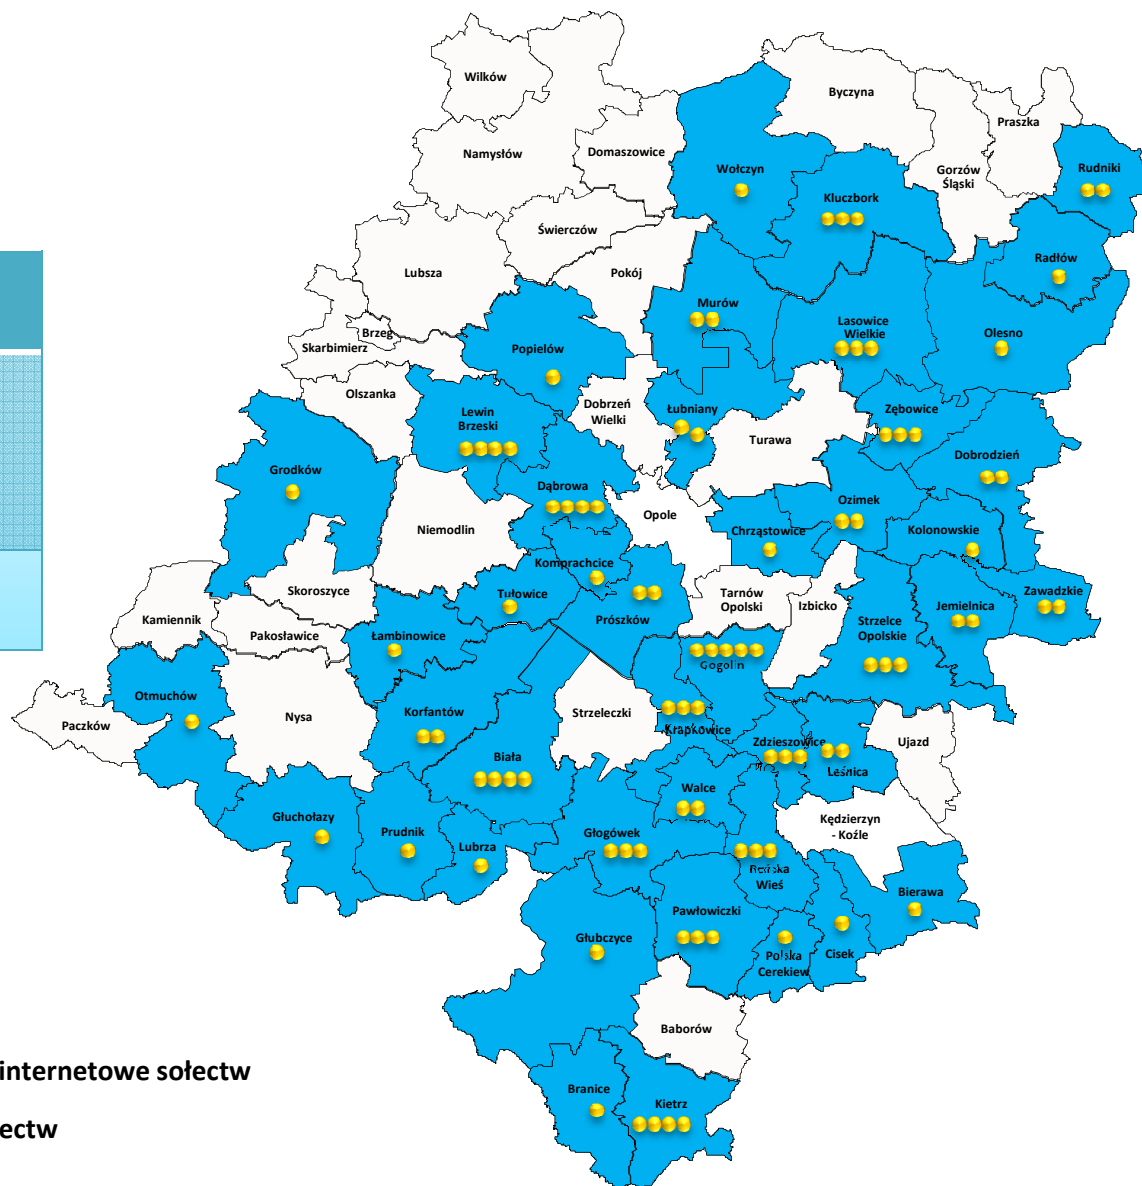 Wilków
Byczyna
Praszka
Namysłów
Domaszowice
Wołczyn
Gorzów
Śląski
Rudniki
Kluczbork
Świerczów
Radłów
Lubsza
Pokój
Murów
Lasowice
Wielkie
Olesno
Brzeg
Skarbimierz
Popielów
Olszanka
Dobrzeń
Wielki
Łubniany
Zębowice
Lewin
Brzeski
Turawa
Dobrodzień
Grodków
Dąbrowa
Opole
Ozimek
Niemodlin
Chrząstowice
Kolonowskie
Komprachcice
Skoroszyce
Tułowice
Tarnów
Opolski
Izbicko
Jemielnica
Zawadzkie
Kamiennik
Pakosławice
Łambinowice
Prószków
Strzelce
Opolskie
Gogolin
Otmuchów
Paczków
Nysa
Korfantów
Strzeleczki
Krapkowice
Zdzieszowice
Ujazd
Biała
Leśnica
Walce
Głuchołazy
Prudnik
Lubrza
Głogówek
Kędzierzyn
- Koźle
Reńska
Wieś
Bierawa
Pawłowiczki
Głubczyce
Polska
Cerekiew
Cisek
Baborów
internetowe sołectw
Branice
Kietrz
ectw